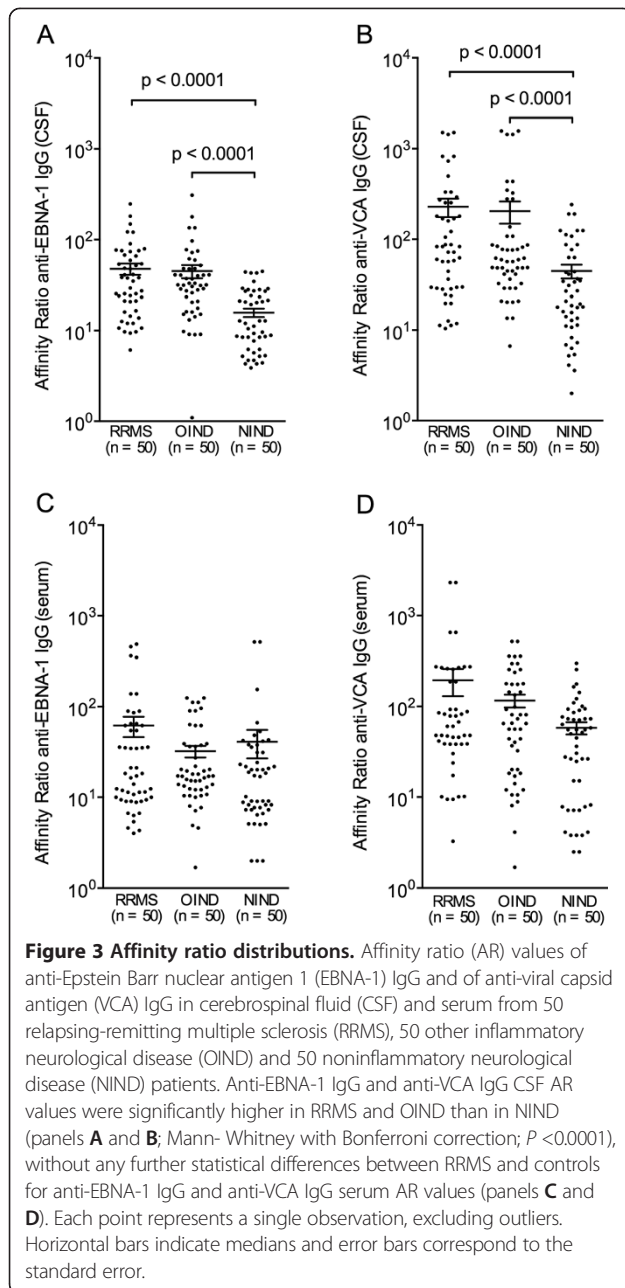 A
B
10⁴
10³
10²
10¹
10⁰
Affinity Ratio anti-EBNA-1 IgG (CSF)
p < 0.0001
p < 0.0001
RRMS
(n = 50)
OIND
(n = 50)
NIND
(n = 50)
10⁴
10³
10²
10¹
10⁰
Affinity Ratio anti-VCA IgG (CSF)
p < 0.0001
p < 0.0001
RRMS
(n = 50)
OIND
(n = 50)
NIND
(n = 50)
C
D
10⁴
10³
10²
10¹
10⁰
Affinity Ratio anti-EBNA-1 IgG (serum)
RRMS
(n = 50)
OIND
(n = 50)
NIND
(n = 50)
10⁴
10³
10²
10¹
10⁰
Affinity Ratio anti-VCA IgG (serum)
RRMS
(n = 50)
OIND
(n = 50)
NIND
(n = 50)
Figure 3 Affinity ratio distributions. Affinity ratio (AR) values of
anti-Epstein Barr nuclear antigen 1 (EBNA-1) IgG and of anti-viral capsid
antigen (VCA) IgG in cerebrospinal fluid (CSF) and serum from 50
relapsing-remitting multiple sclerosis (RRMS), 50 other inflammatory
neurological disease (OIND) and 50 noninflammatory neurological
disease (NIND) patients. Anti-EBNA-1 IgG and anti-VCA IgG CSF AR
values were significantly higher in RRMS and OIND than in NIND
(panels A and B; Mann- Whitney with Bonferroni correction; P <0.0001),
without any further statistical differences between RRMS and controls
for anti-EBNA-1 IgG and anti-VCA IgG serum AR values (panels C and
D). Each point represents a single observation, excluding outliers.
Horizontal bars indicate medians and error bars correspond to the
standard error.